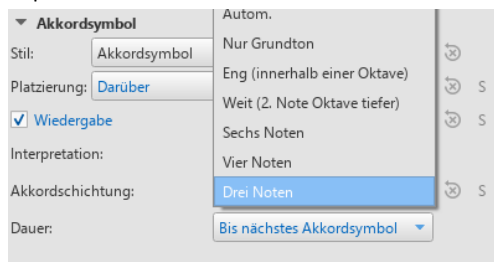 Akkordsymbol
Autom.
Stil: Akkordsymbol
Nur Grundton
Platzierung: Darüber
Eng (innerhalb einer Oktave)
S
Weit (2. Note Oktave tiefer)
Wiedergabe
S
Sechs Noten
Interpretation:
Vier Noten
Akkordschichtung:
Drei Noten
S
Dauer:
Bis nächstes Akkordsymbol